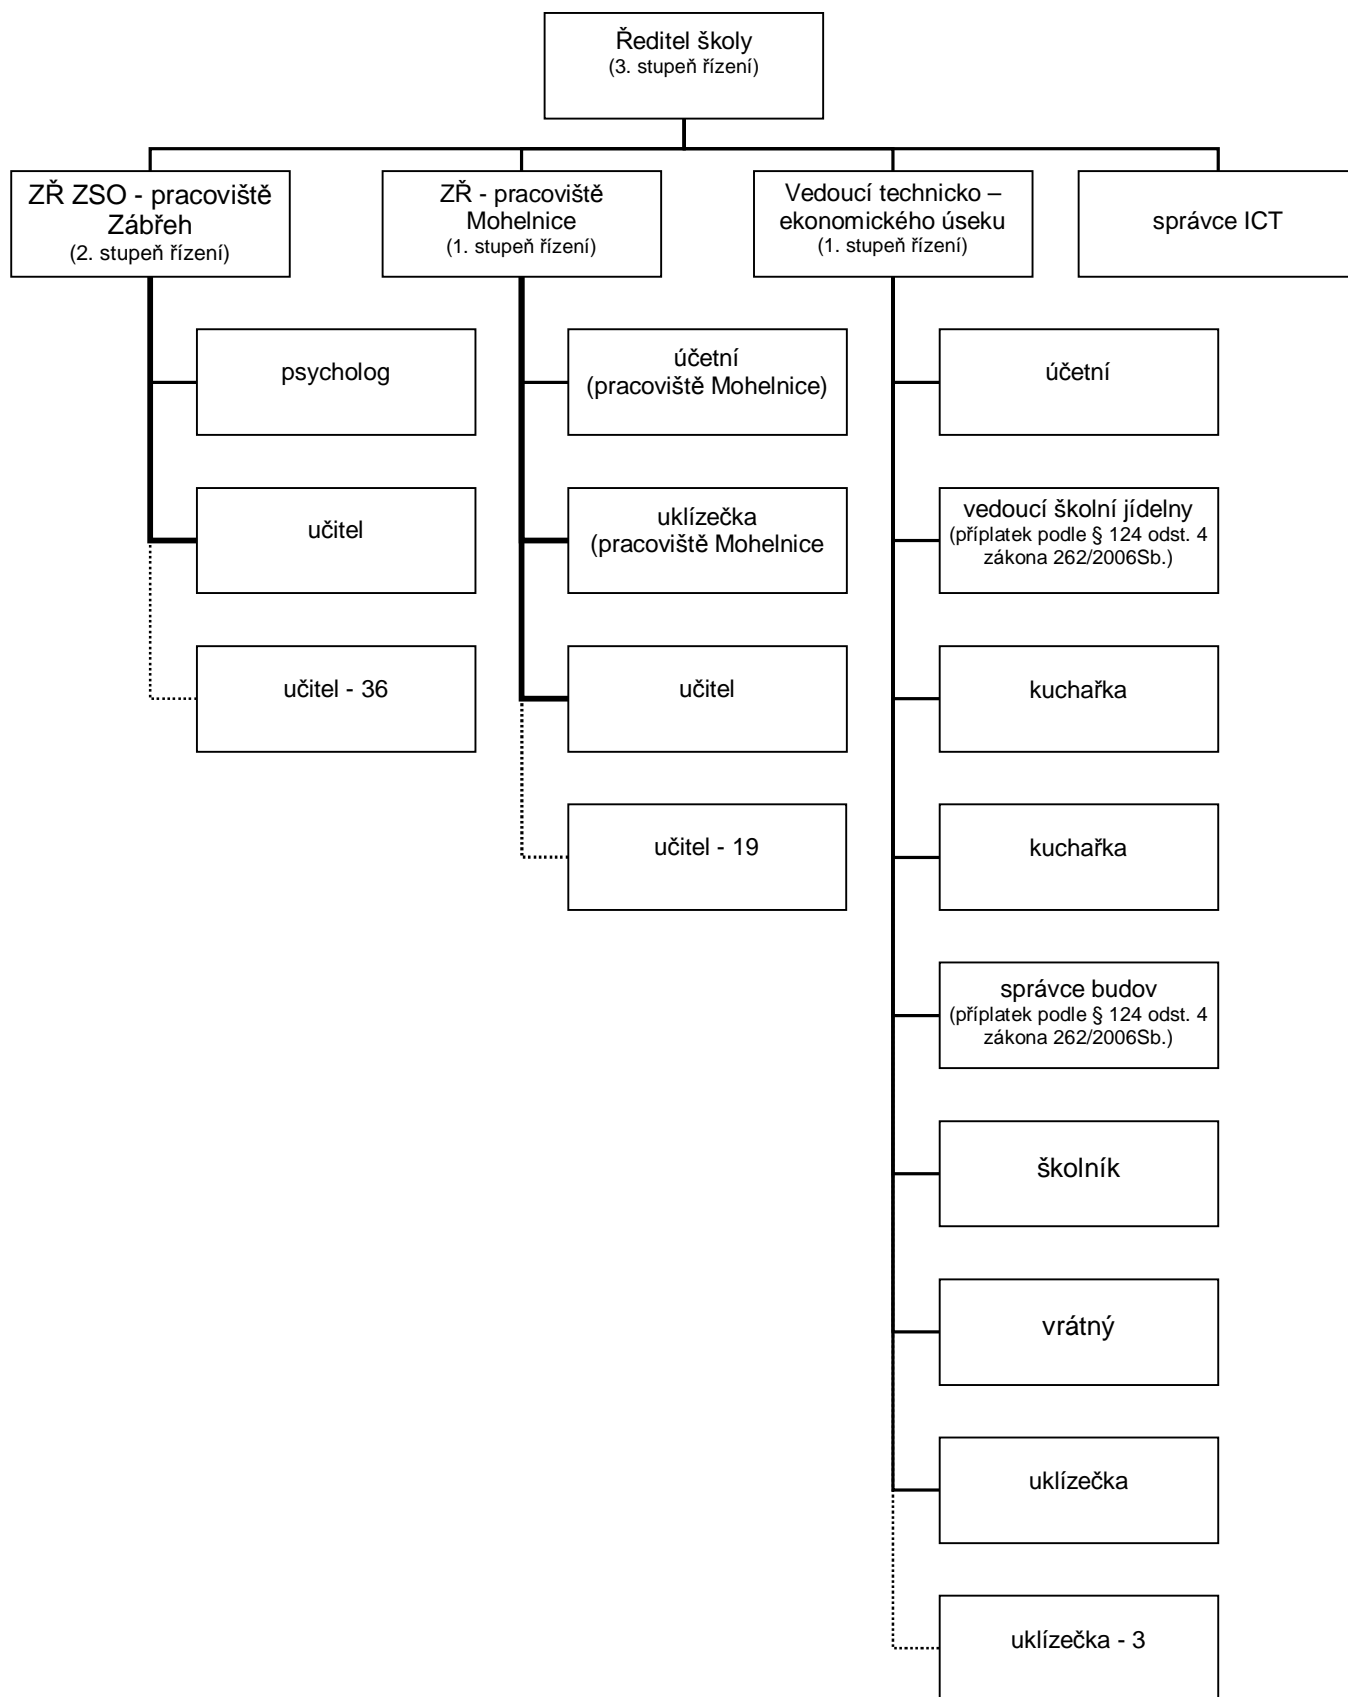 Ředitel školy
(3. stupeň řízení)
ZŘ ZSO - pracoviště
Zábřeh
(2. stupeň řízení)
ZŘ - pracoviště
Mohelnice
(1. stupeň řízení)
Vedoucí technicko –
ekonomického úseku
(1. stupeň řízení)
správce ICT
psycholog
učitel
učitel - 36
účetní
(pracoviště Mohelnice)
uklízečka
(pracoviště Mohelnice
učitel
učitel - 19
účetní
vedoucí školní jídelny
(příplatek podle § 124 odst. 4
zákona 262/2006Sb.)
kuchařka
kuchařka
správce budov
(příplatek podle § 124 odst. 4
zákona 262/2006Sb.)
školník
vrátný
uklízečka
uklízečka - 3